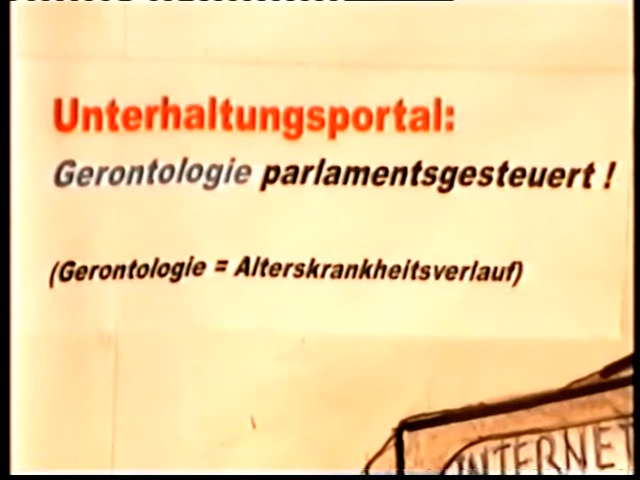 Unterhaltungsportal:
Gerontologie parlamentsgesteuert !
(Gerontologie = Alterskrankheitsverlauf)
INTERNET